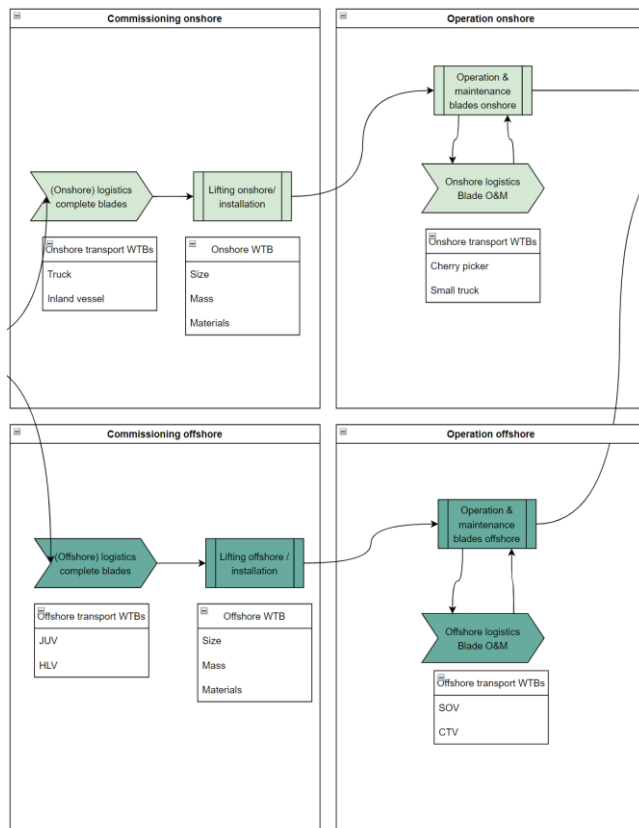 Commissioning onshore
(Onshore) logistics
complete blades
Lifting onshore/
installation
Onshore transport WTBs
Truck
Inland vessel
Onshore WTB
Size
Mass
Materials
Operation onshore
Operation &
maintenance
blades onshore
Onshore logistics
Blade O&M
Onshore transport WTBs
Cherry picker
Small truck
Commissioning offshore
(Offshore) logistics
complete blades
Lifting offshore /
installation
Offshore transport WTBs
JUV
HLV
Offshore WTB
Size
Mass
Materials
Operation offshore
Operation &
maintenance
blades offshore
Offshore logistics
Blade O&M
Offshore transport WTBs
SOV
CTV